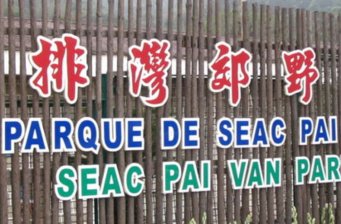 排灣郊野
PARQUE DE SEAC PAI
SEAC PAI VAN PAR